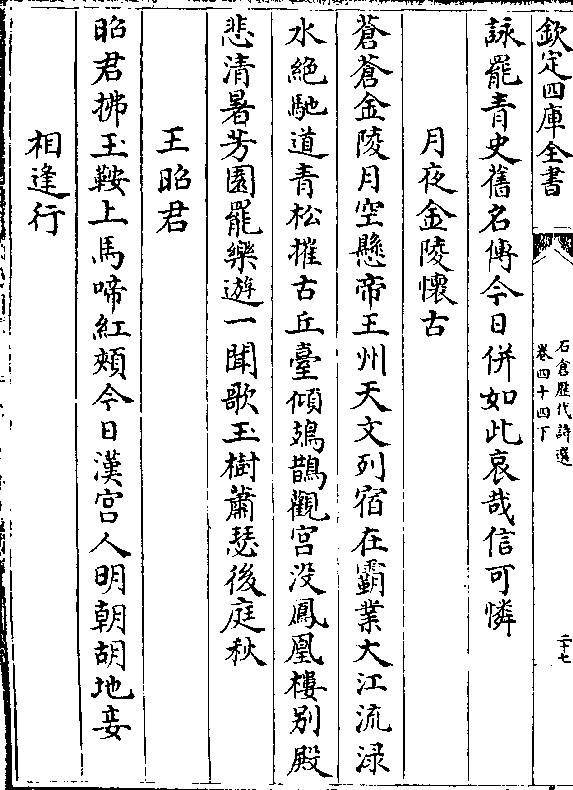 欽定四庫全書
石倉歷代詩選
卷四十四下
二十七
詠罷青史舊名傳今日併如此哀哉信可憐
月夜金陵懷古
蒼蒼金陵月空懸帝王州天文列宿在霸業大江流渌
水絕馳道青松摧古丘臺傾鳷鵲觀宮没鳳凰樓别殿
悲清暑芳園罷樂遊一聞歌玉樹蕭瑟後庭秋
王昭君
昭君拂玉鞍上馬啼紅頰今日漢宮人明朝胡地妾
相逢行